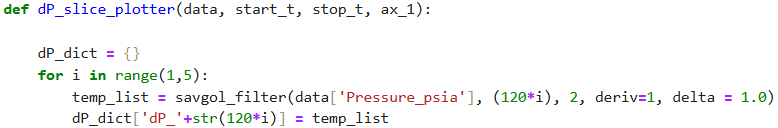 def dP_slice_plotter(data, start_t, stop_t, ax_1):
dP_dict = {}
for i in range(1,5):
temp_list = savgol_filter(data['Pressure_psia'], (120*i), 2, deriv=1, delta = 1.0)
dP_dict['dP_'+str(120*i)] = temp_list